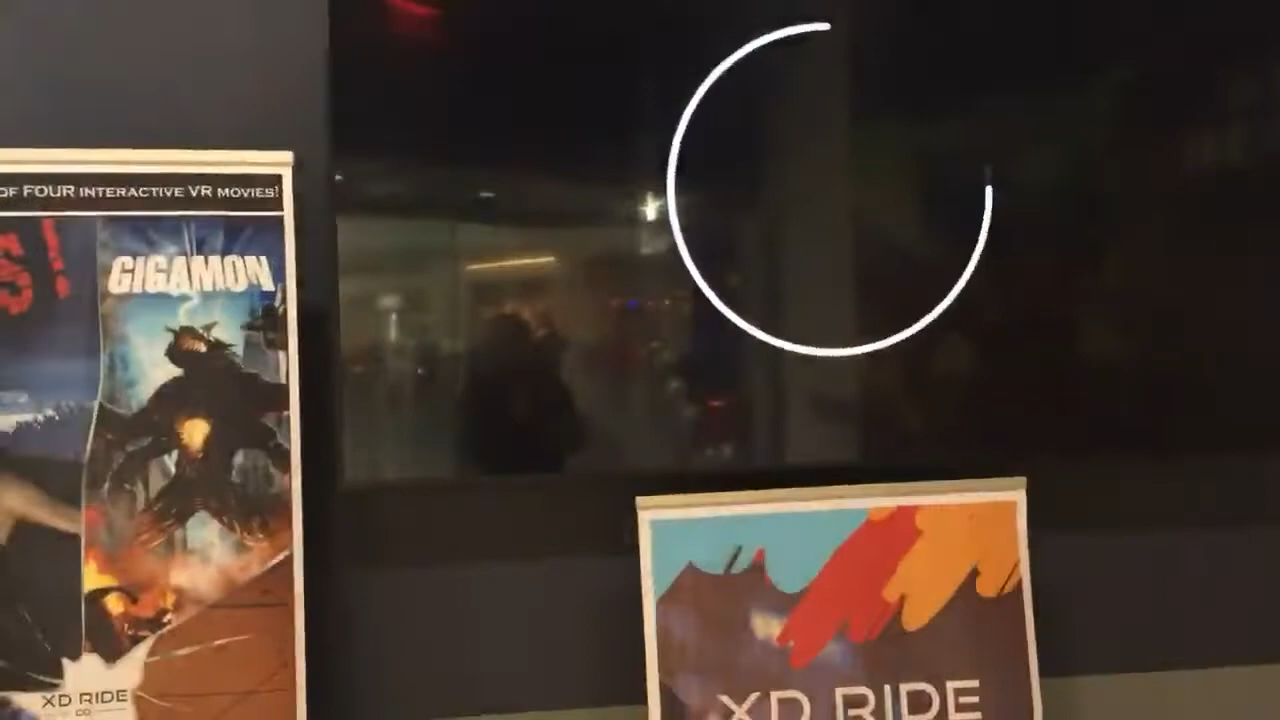 OF FOUR INTERACTIVE VR MOVIES!
S!
GIGAMON
XD RIDE
XD RIDE